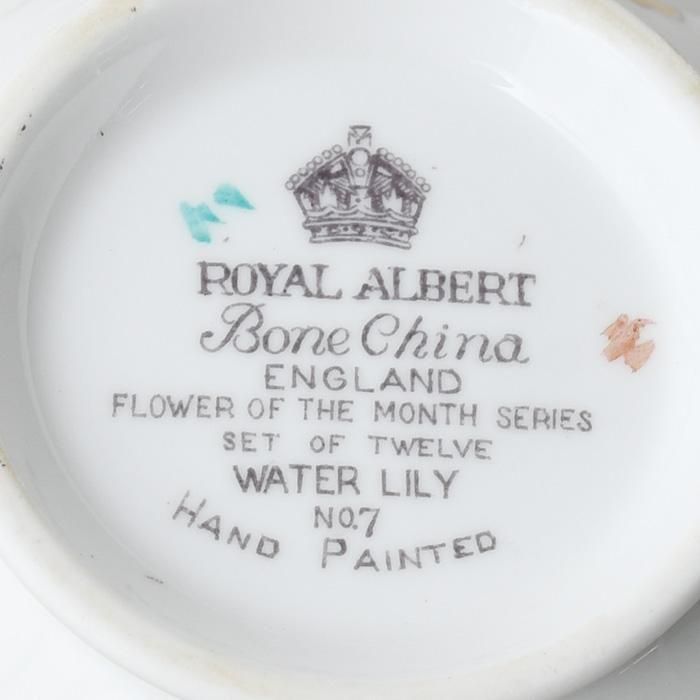 ROYAL ALBERT
Bone China
ENGLAND
FLOWER OF THE MONTH SERIES
SET OF TWELVE
WATER LILY
NO.7
HAND PAINTED